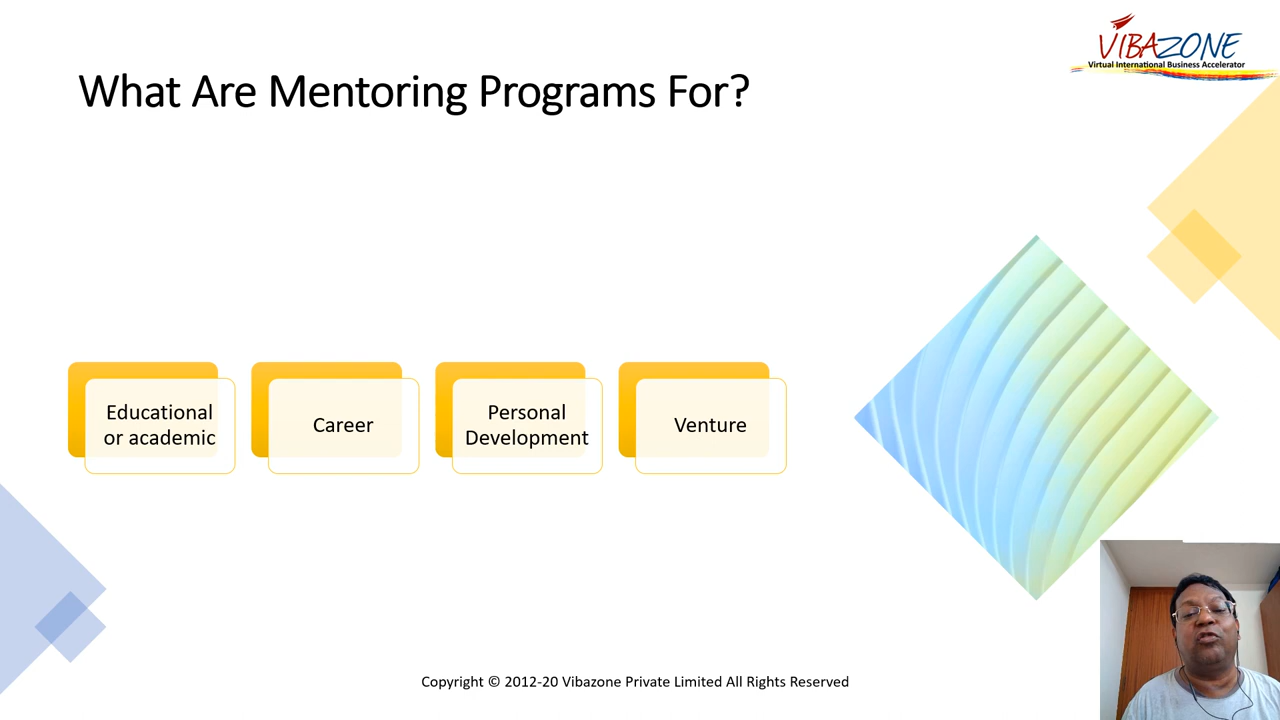 VIBAZONE
Virtual International Business Accelerator
What Are Mentoring Programs For?
Educational
or academic
Career
Personal
Development
Venture
Copyright © 2012-20 Vibazone Private Limited All Rights Reserved